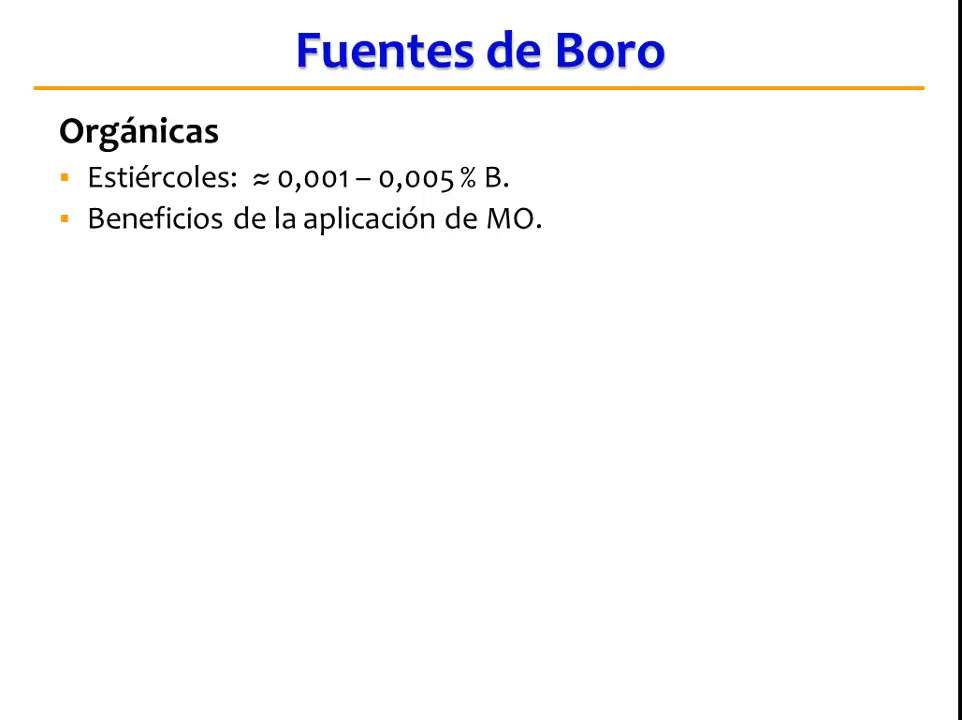 Fuentes de Boro
Orgánicas
▪ Estiércoles: ≈ 0,001 – 0,005 % B.
▪ Beneficios de la aplicación de MO.